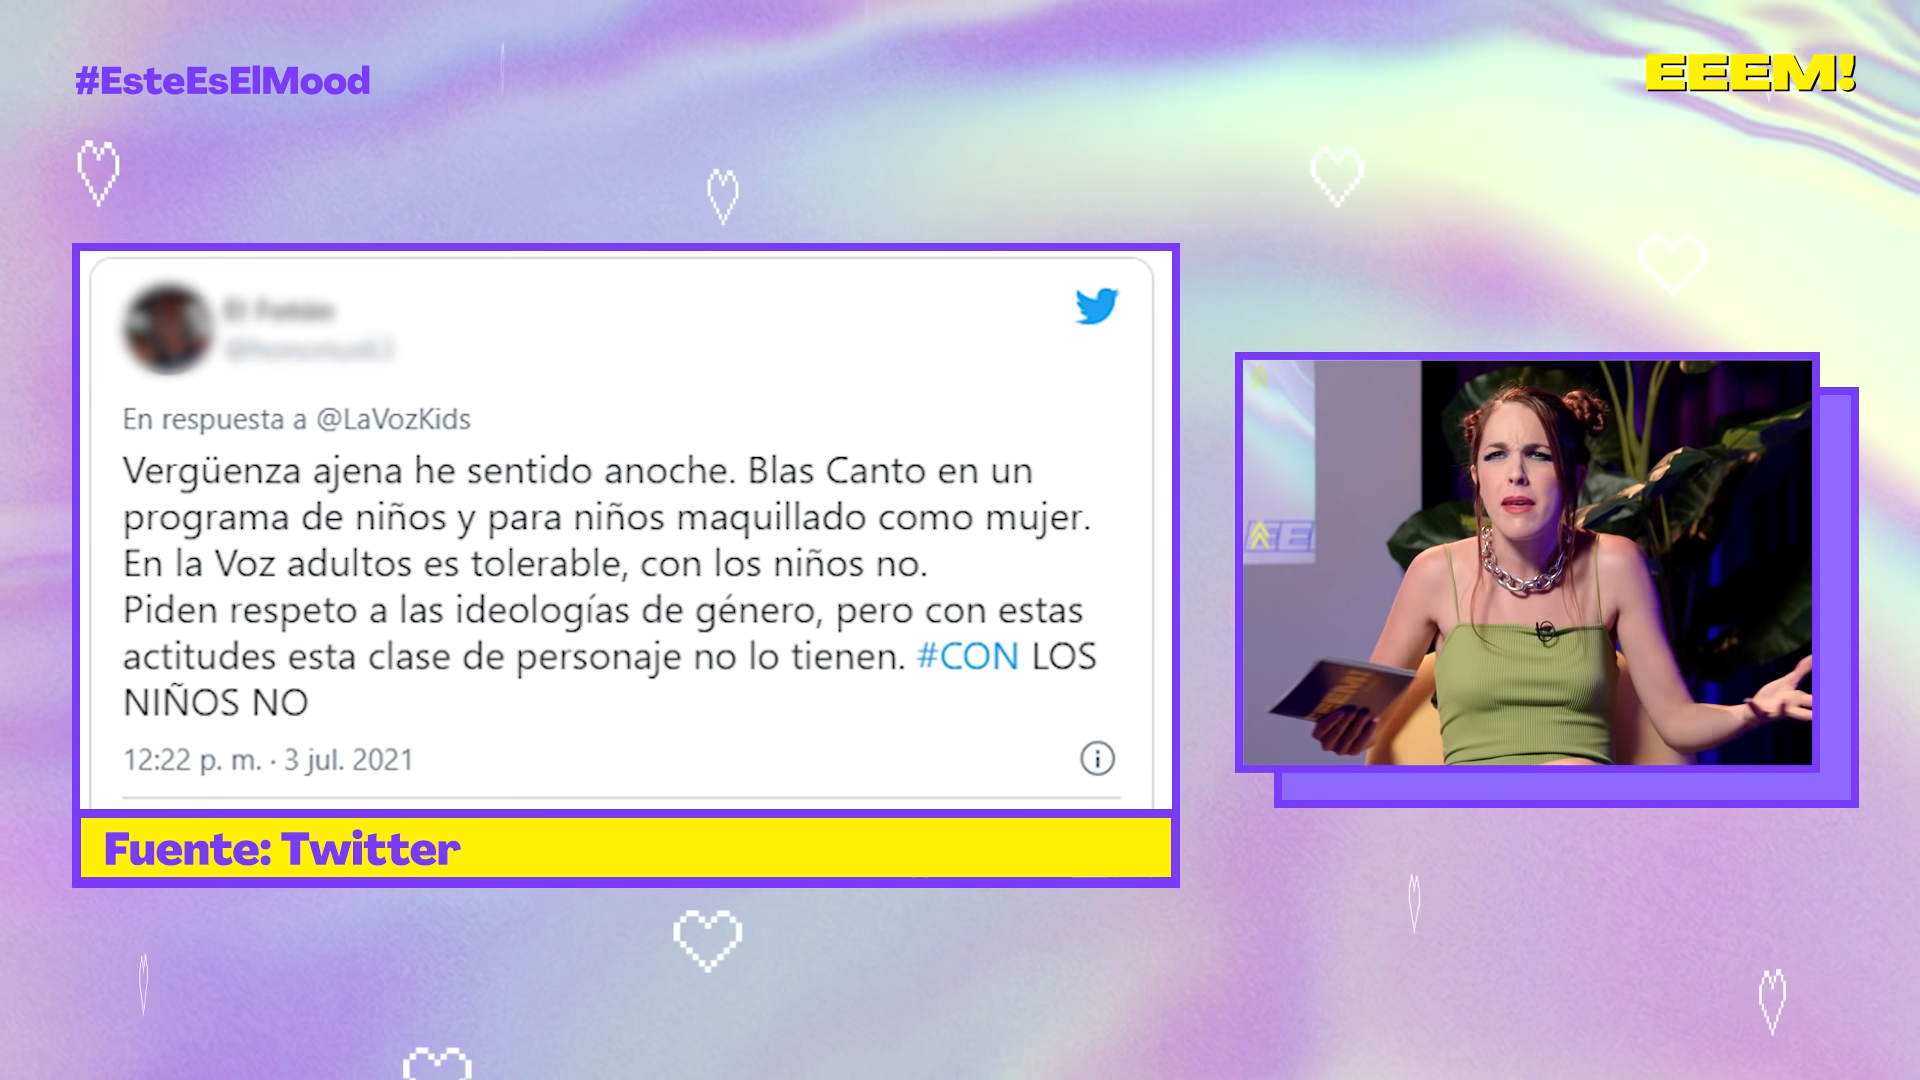 #EsteEsElMood
EEEM!
En respuesta a @LaVozKids
Vergüenza ajena he sentido anoche. Blas Canto en un
programa de niños y para niños maquillado como mujer.
En la Voz adultos es tolerable, con los niños no.
Piden respeto a las ideologías de género, pero con estas
actitudes esta clase de personaje no lo tienen. #CON LOS
NIÑOS NO
12:22 p. m. · 3 jul. 2021
Fuente: Twitter